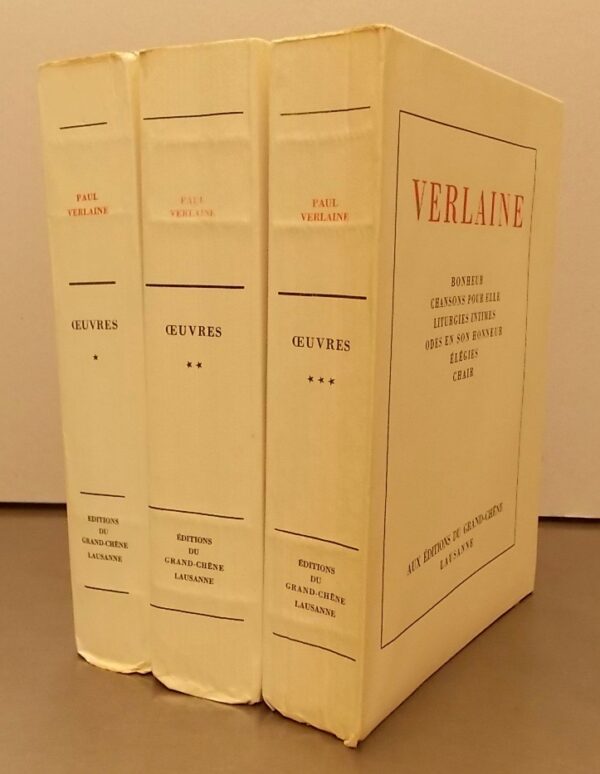 PAUL
VERLAINE
ŒUVRES
★
ÉDITIONS
DU
GRAND-CHÊNE
LAUSANNE
PAUL
VERLAINE
ŒUVRES
★★
ÉDITIONS
DU
GRAND-CHÊNE
LAUSANNE
PAUL
VERLAINE
ŒUVRES
★★★
ÉDITIONS
DU
GRAND-CHÊNE
LAUSANNE
VERLAINE
BONHEUR
CHANSONS POUR ELLE
LITURGIES INTIMES
ODES EN SON HONNEUR
ÉLÉGIES
CHAIR
AUX ÉDITIONS DU GRAND-CHÊNE
LAUSANNE